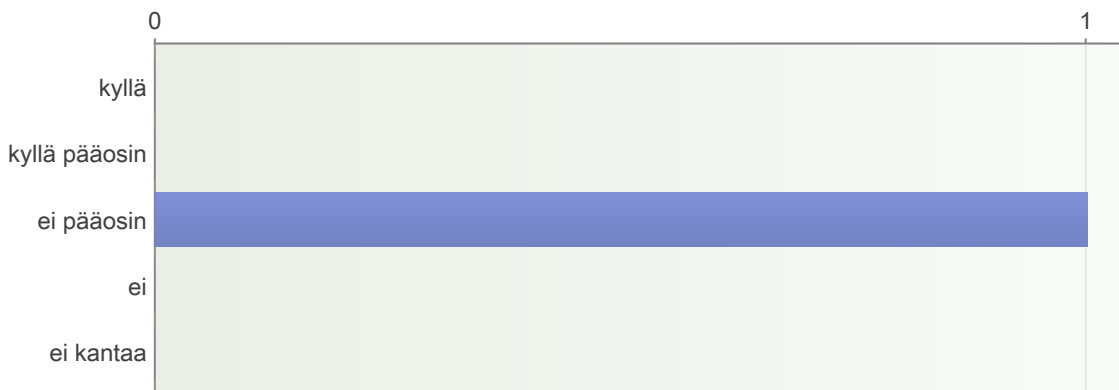 0 1
kyllä
kyllä pääosin
ei pääosin
ei
ei kantaa